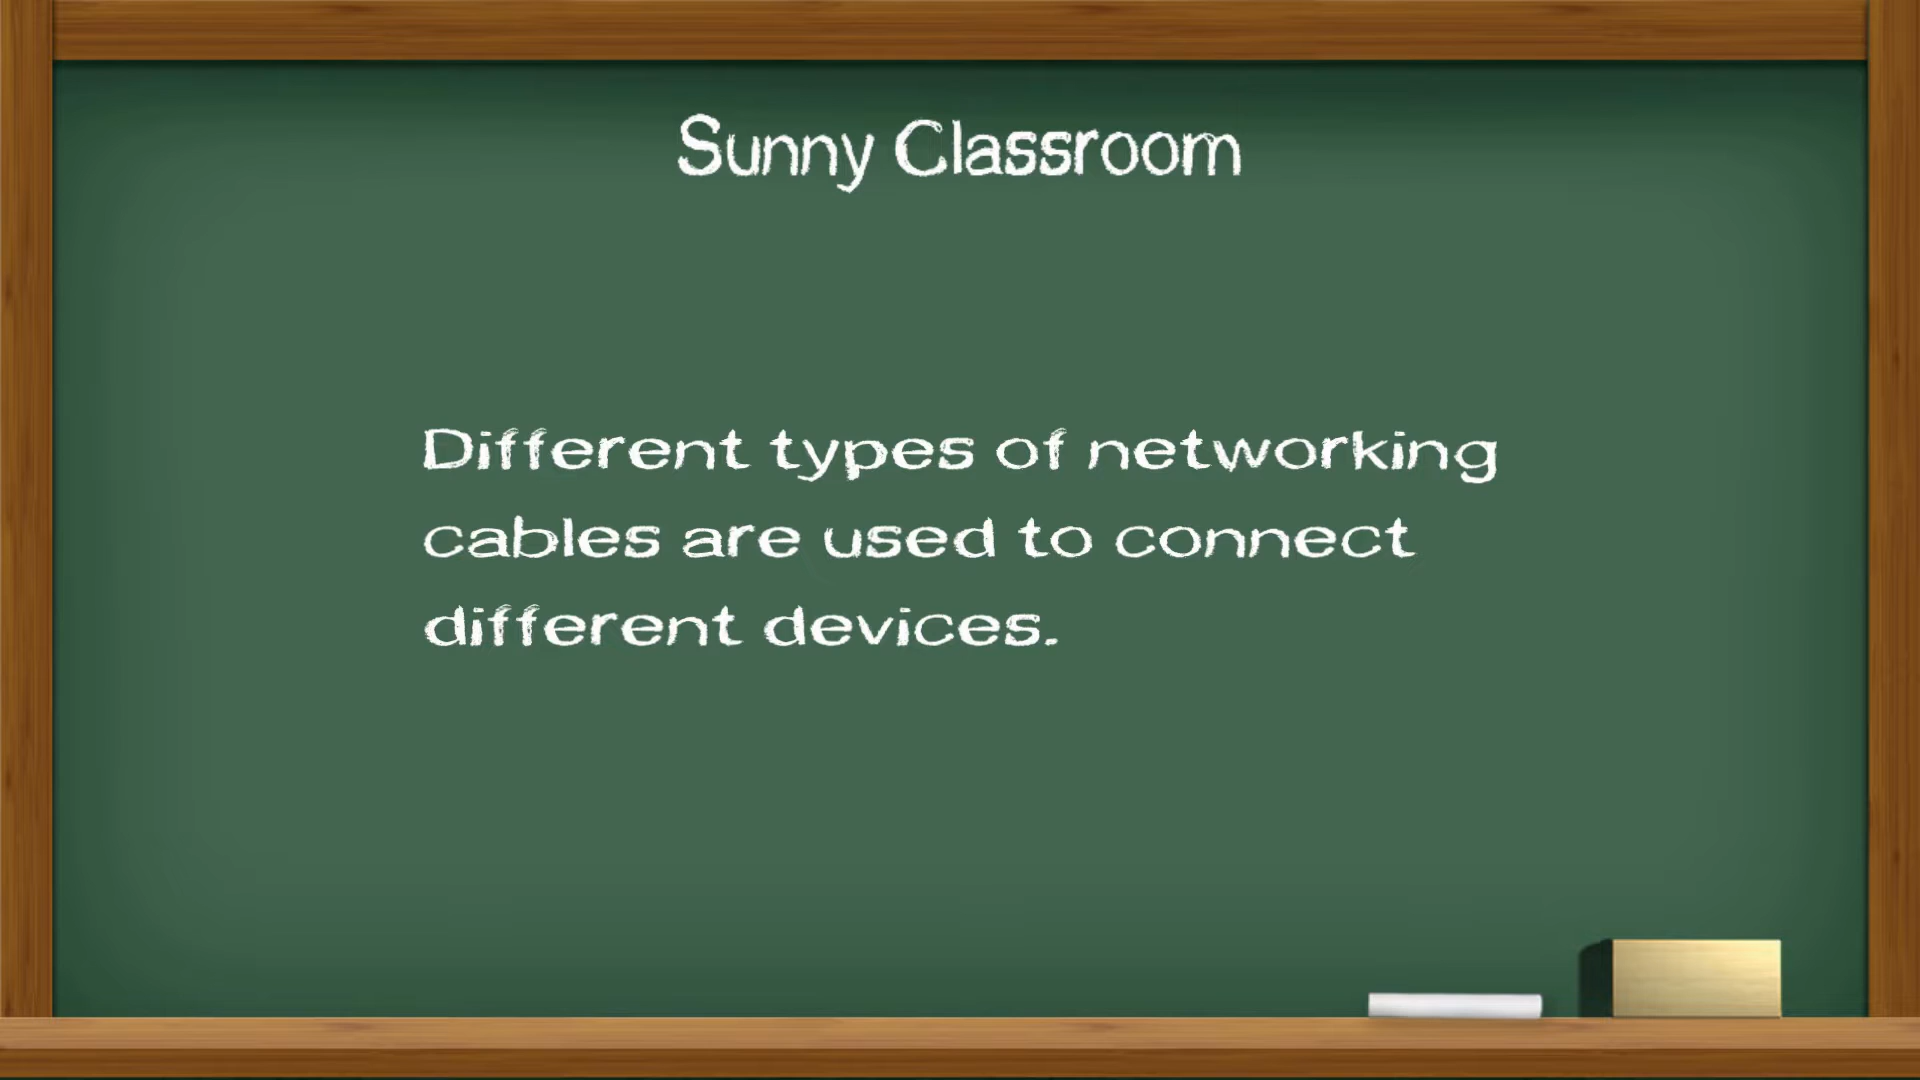 Sunny Classroom
Different types of networking
cables are used to connect
different devices.